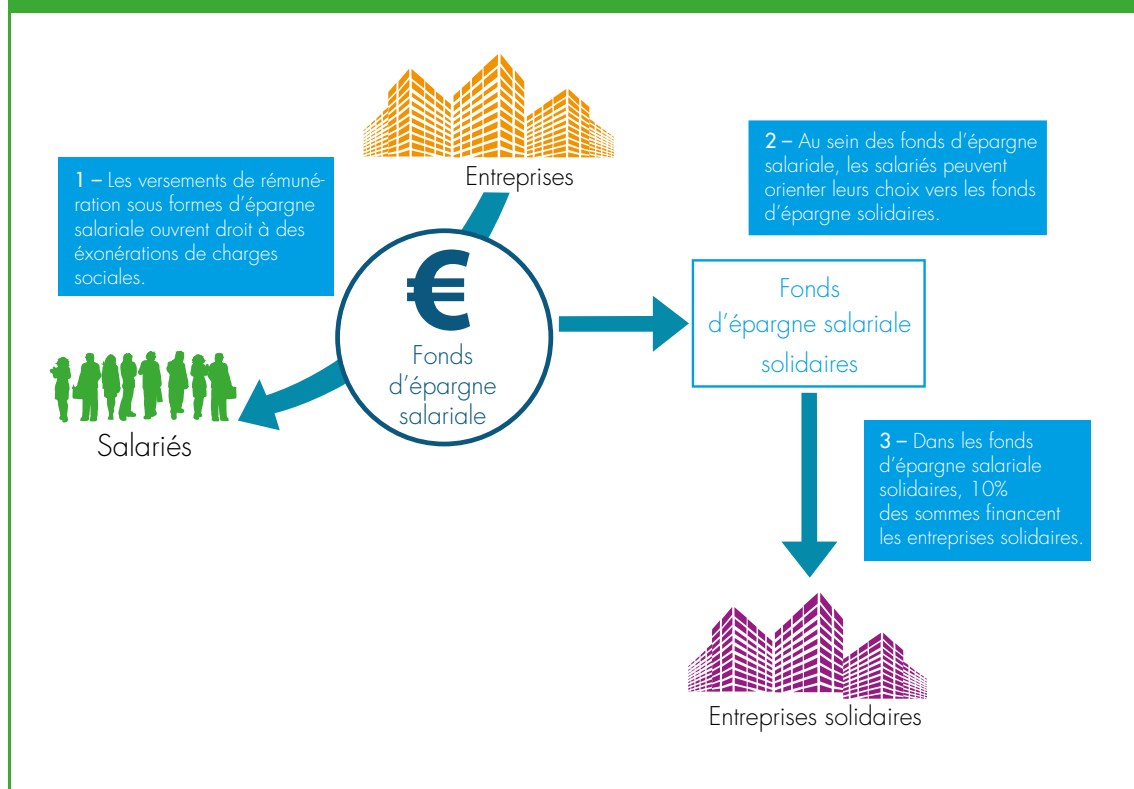 Entreprises
1 – Les versements de rémuné-
ration sous formes d'épargne
salariale ouvrent droit à des
éxonérations de charges
sociales.
2 – Au sein des fonds d'épargne
salariale, les salariés peuvent
orienter leurs choix vers les fonds
d'épargne solidaires.
€
Fonds
d'épargne
salariale
Fonds
d'épargne salariale
solidaires
Salariés
3 – Dans les fonds
d'épargne salariale
solidaires, 10%
des sommes financent
les entreprises solidaires.
Entreprises solidaires